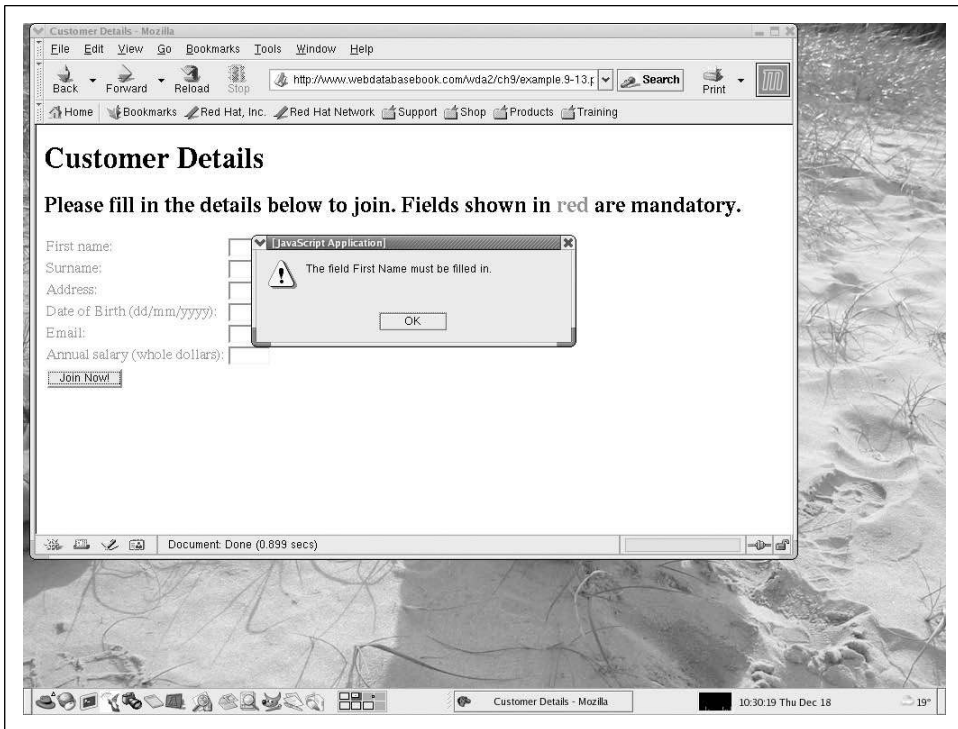 Customer Details - Mozilla
File Edit View Go Bookmarks Tools Window Help
Back Forward Reload Stop http://www.webdatabasebook.com/wda2/ch9/example.9-13.p Search Print
Home Bookmarks Red Hat, Inc. Red Hat Network Support Shop Products Training
Customer Details
Please fill in the details below to join. Fields shown in red are mandatory.
First name:
Surname:
Address:
Date of Birth (dd/mm/yyyy):
Email:
Annual salary (whole dollars):
Join Now!
[JavaScript Application]
The field First Name must be filled in.
OK
Document: Done (0.899 secs)
Customer Details - Mozilla
10:30:19 Thu Dec 18
19°